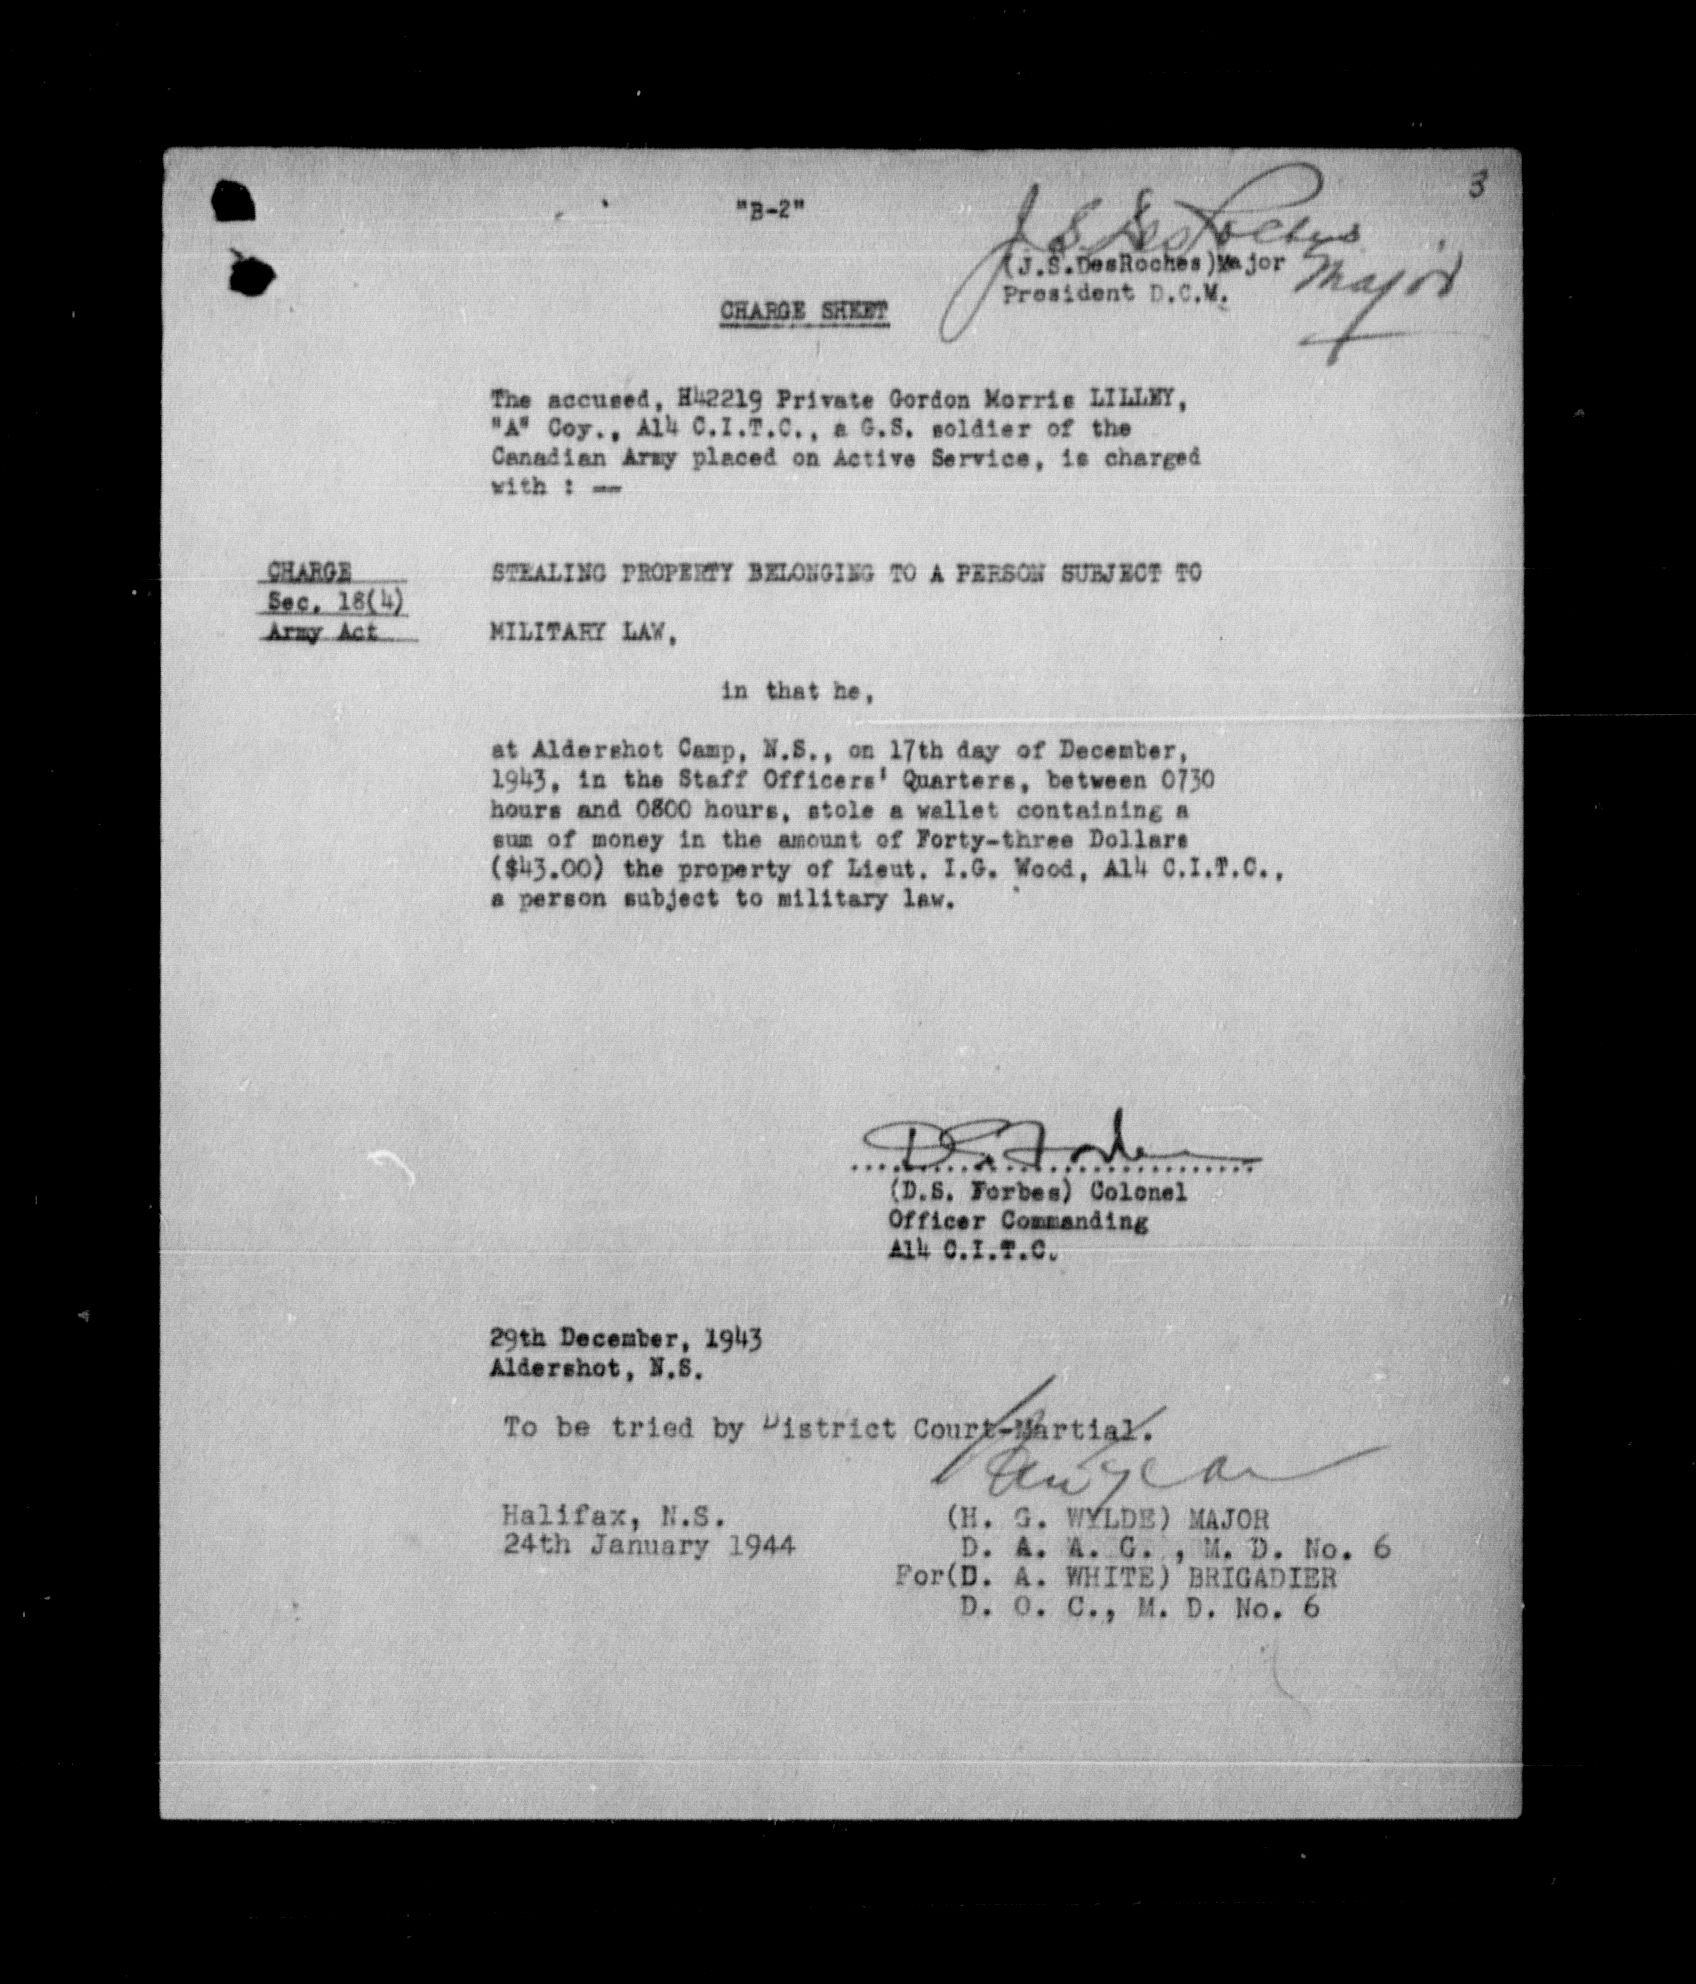 3
"B-2"
J S DesRoches
Major
(J.S.DesRoches)Major
President D.C.M.
CHARGE SHEET
The accused, H42219 Private Gordon Morris LILLEY,
"A" Coy., A14 C.I.T.C., a G.S. soldier of the
Canadian Army placed on Active Service, is charged
with : —
CHARGE
Sec. 18(4)
Army Act
STEALING PROPERTY BELONGING TO A PERSON SUBJECT TO
MILITARY LAW,
in that he,
at Aldershot Camp, N.S., on 17th day of December,
1943, in the Staff Officers' Quarters, between 0730
hours and 0800 hours, stole a wallet containing a
sum of money in the amount of Forty-three Dollars
($43.00) the property of Lieut. I.G. Wood, A14 C.I.T.C.,
a person subject to military law.
DS Forbes
(D.S. Forbes) Colonel
Officer Commanding
A14 C.I.T.C.
29th December, 1943
Aldershot, N.S.
To be tried by District Court-Martial.
Halifax, N.S.
24th January 1944
(H. G. WYLDE) MAJOR
D. A. A. G., M. D. No. 6
For(D. A. WHITE) BRIGADIER
D. O. C., M. D. No. 6